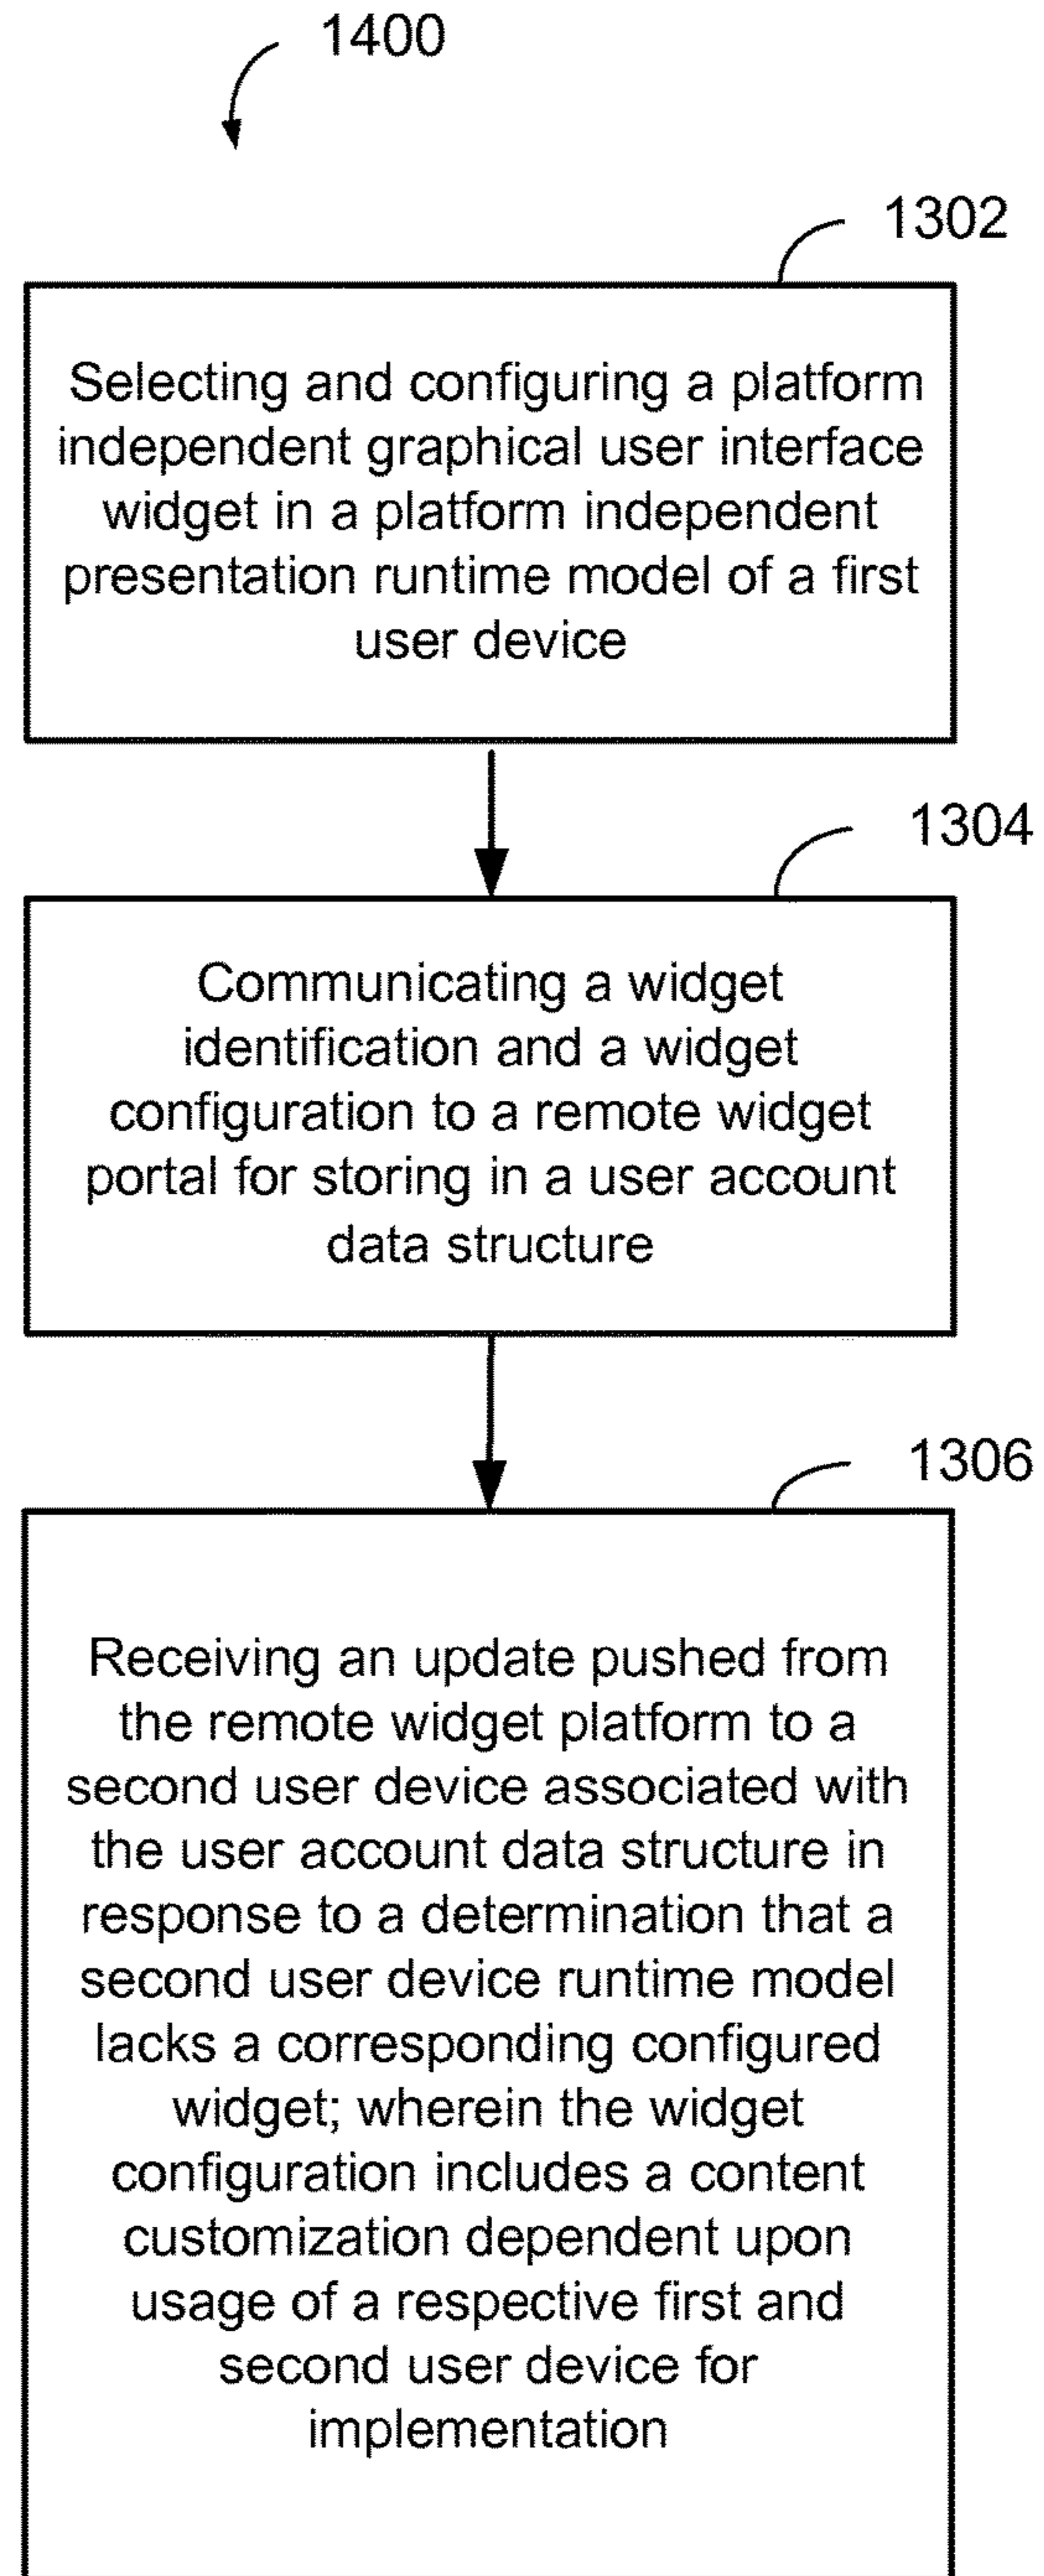 1400
1302
Selecting and configuring a platform
independent graphical user interface
widget in a platform independent
presentation runtime model of a first
user device
1304
Communicating a widget
identification and a widget
configuration to a remote widget
portal for storing in a user account
data structure
1306
Receiving an update pushed from
the remote widget platform to a
second user device associated with
the user account data structure in
response to a determination that a
second user device runtime model
lacks a corresponding configured
widget; wherein the widget
configuration includes a content
customization dependent upon
usage of a respective first and
second user device for
implementation